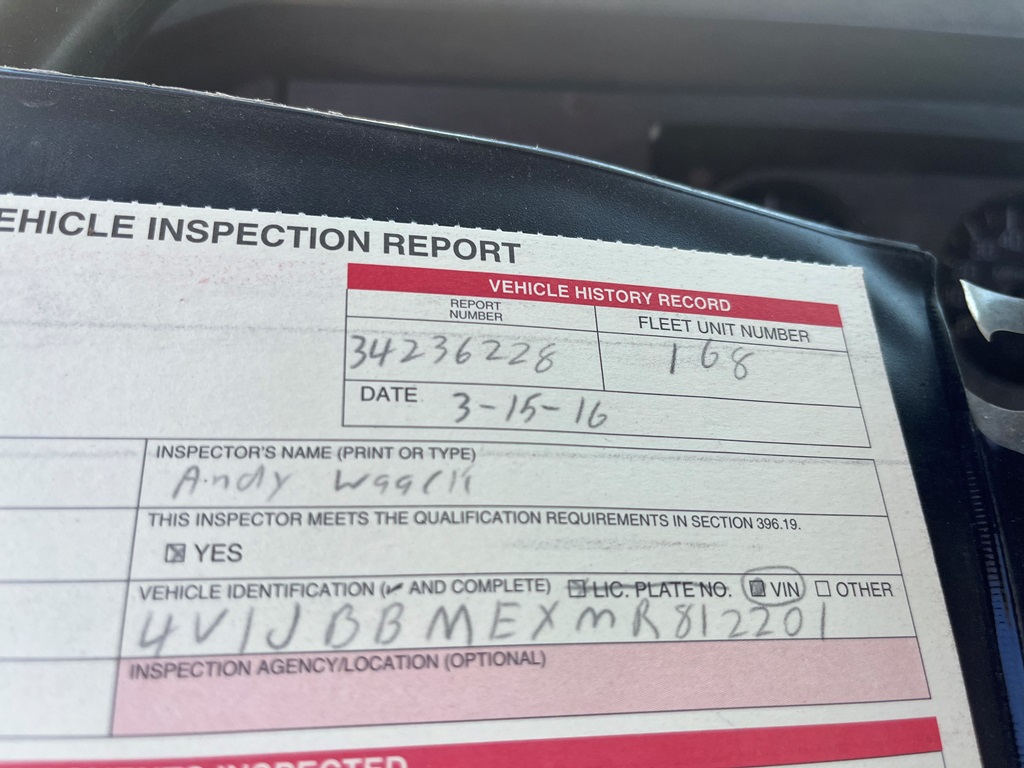 EHICLE INSPECTION REPORT
VEHICLE HISTORY RECORD
REPORT NUMBER
FLEET UNIT NUMBER
34236228
168
DATE 3-15-16
INSPECTOR'S NAME (PRINT OR TYPE)
Andy
THIS INSPECTOR MEETS THE QUALIFICATION REQUIREMENTS IN SECTION 396.19.
☒ YES
VEHICLE IDENTIFICATION (✓ AND COMPLETE) ☒ LIC. PLATE NO. ☒ VIN ☐ OTHER
4V1JBBMEXMR812201
INSPECTION AGENCY/LOCATION (OPTIONAL)
INSPECTED